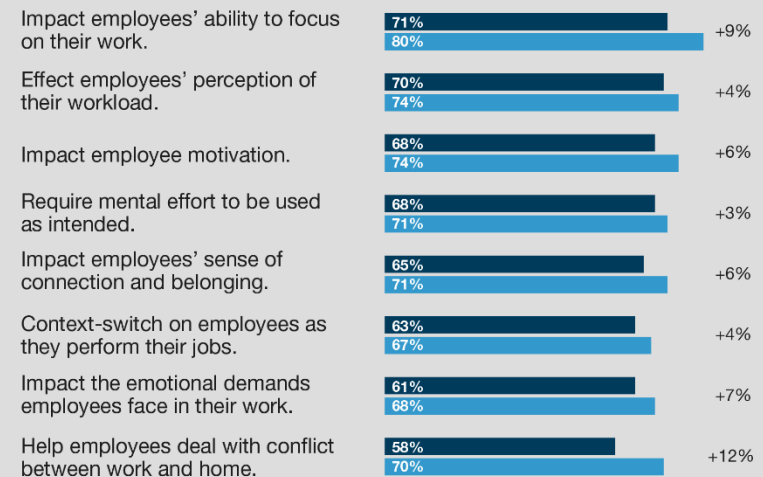 Impact employees’ ability to focus
on their work.
71%
80%
+9%
Effect employees’ perception of
their workload.
70%
74%
+4%
Impact employee motivation.
68%
74%
+6%
Require mental effort to be used
as intended.
68%
71%
+3%
Impact employees’ sense of
connection and belonging.
65%
71%
+6%
Context-switch on employees as
they perform their jobs.
63%
67%
+4%
Impact the emotional demands
employees face in their work.
61%
68%
+7%
Help employees deal with conflict
between work and home.
58%
70%
+12%